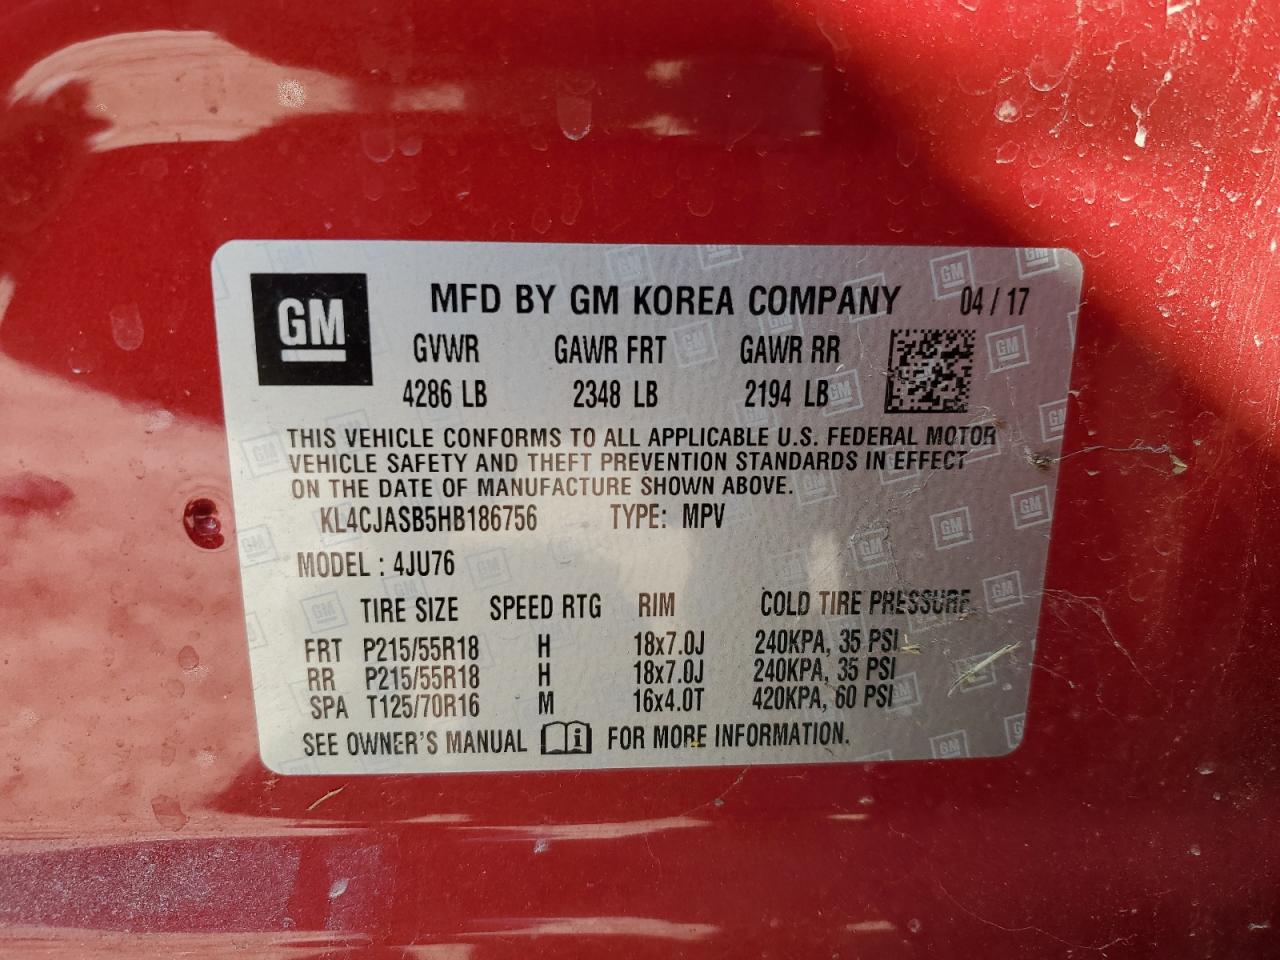 GM MFD BY GM KOREA COMPANY 04 / 17
GVWR GAWR FRT GAWR RR
4286 LB 2348 LB 2194 LB
THIS VEHICLE CONFORMS TO ALL APPLICABLE U.S. FEDERAL MOTOR
VEHICLE SAFETY AND THEFT PREVENTION STANDARDS IN EFFECT
ON THE DATE OF MANUFACTURE SHOWN ABOVE.
KL4CJASB5HB186756 TYPE: MPV
MODEL : 4JU76
TIRE SIZE SPEED RTG RIM COLD TIRE PRESSURE
FRT P215/55R18 H 18x7.0J 240KPA, 35 PSI
RR P215/55R18 H 18x7.0J 240KPA, 35 PSI
SPA T125/70R16 M 16x4.0T 420KPA, 60 PSI
SEE OWNER'S MANUAL i FOR MORE INFORMATION.